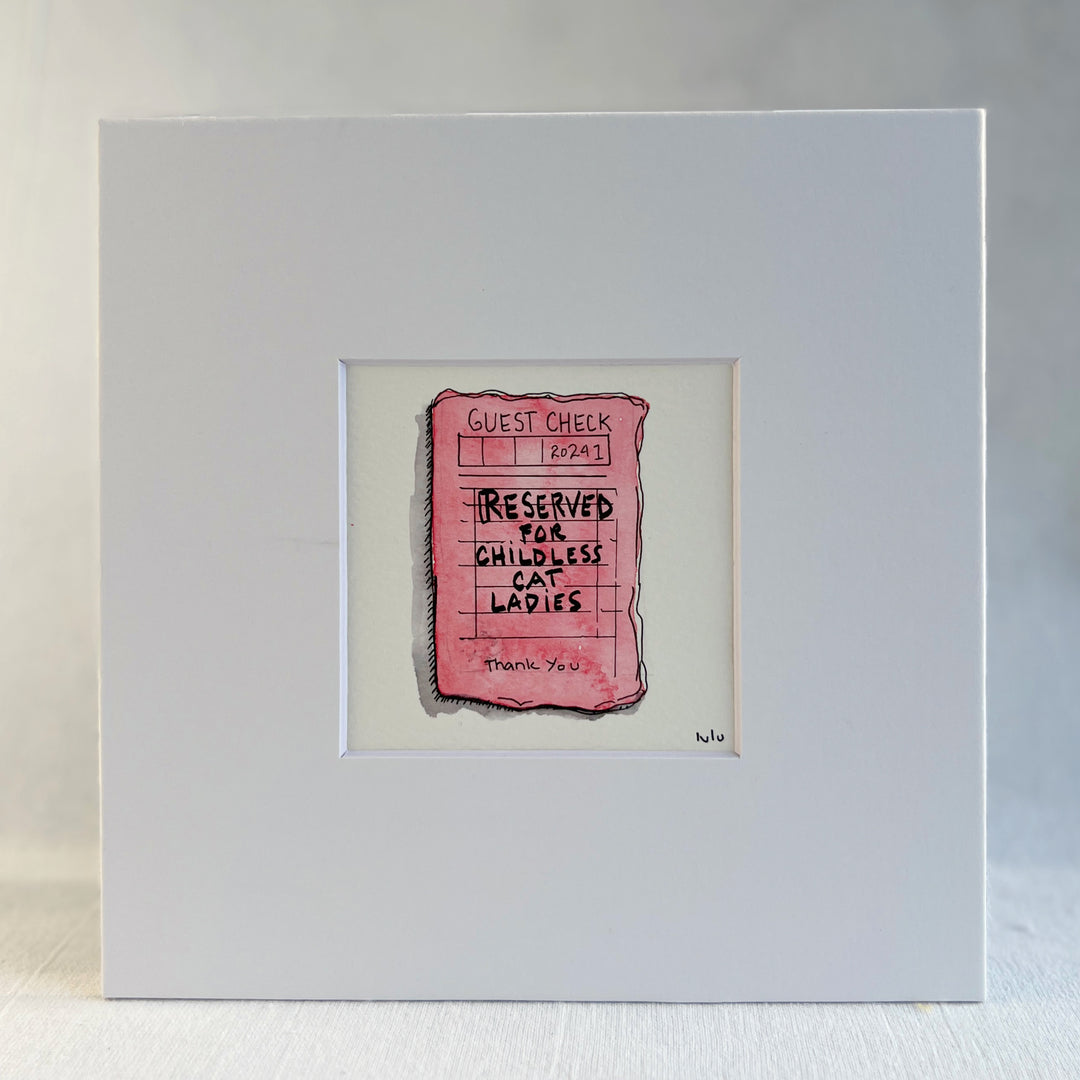 GUEST CHECK
20241
RESERVED
FOR
CHILDLESS
CAT
LADIES
Thank You
lulu